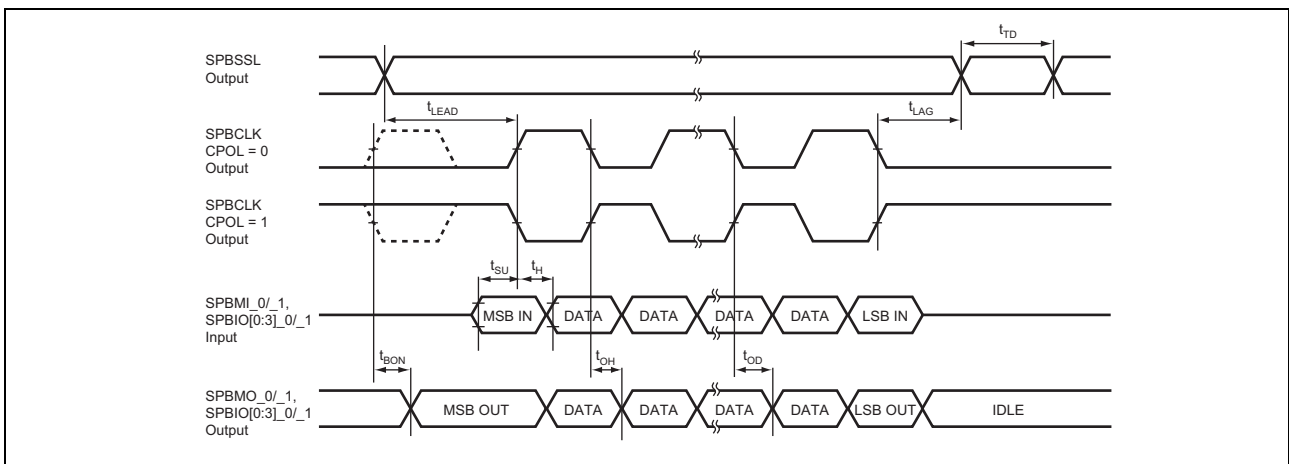 SPBSSL
Output
tTD
tLEAD
tLAG
SPBCLK
CPOL = 0
Output
SPBCLK
CPOL = 1
Output
tSU
tH
SPBMI_0/_1,
SPBIO[0:3]_0/_1
Input
MSB IN
DATA
DATA
DATA
DATA
LSB IN
tBON
tOH
tOD
SPBMO_0/_1,
SPBIO[0:3]_0/_1
Output
MSB OUT
DATA
DATA
DATA
DATA
LSB OUT
IDLE